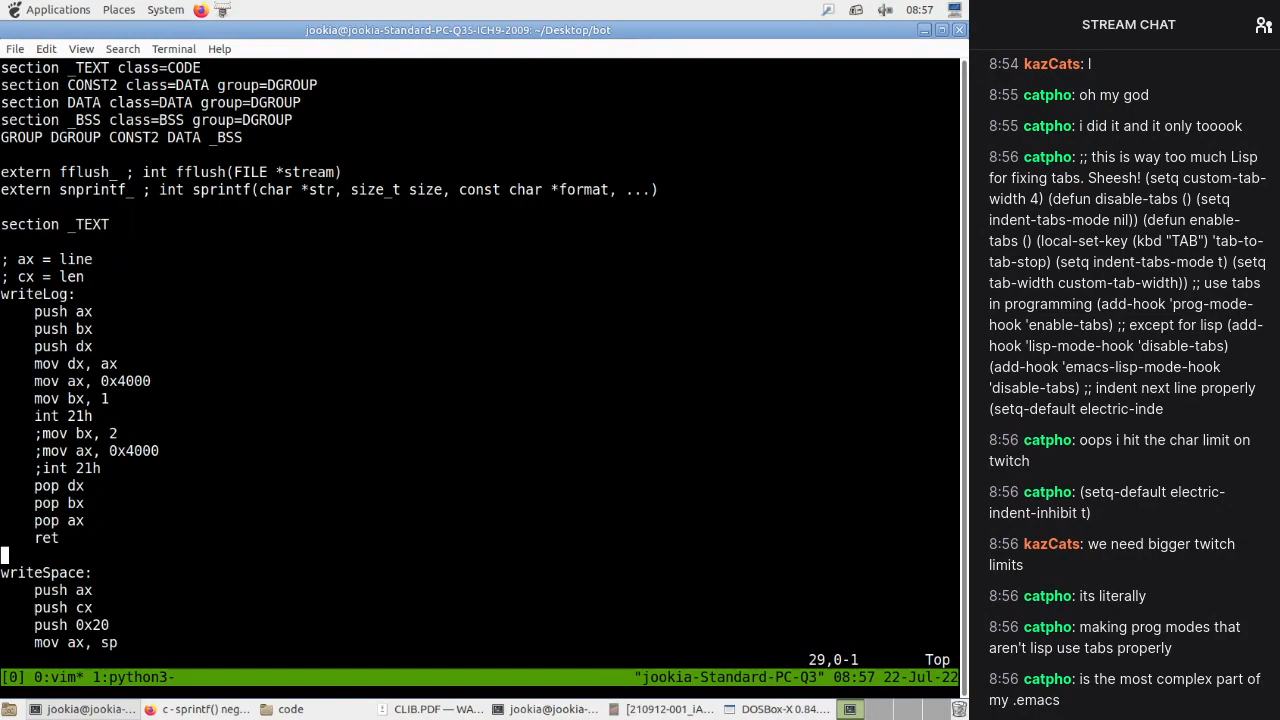 Applications Places System 08:57
jookia@jookia-Standard-PC-Q35-ICH9-2009: ~/Desktop/bot
File Edit View Search Terminal Help
section _TEXT class=CODE
section CONST2 class=DATA group=DGROUP
section DATA class=DATA group=DGROUP
section _BSS class=BSS group=DGROUP
GROUP DGROUP CONST2 DATA _BSS
extern fflush_ ; int fflush(FILE *stream)
extern snprintf_ ; int sprintf(char *str, size_t size, const char *format, ...)
section _TEXT
; ax = line
; cx = len
writeLog:
push ax
push bx
push dx
mov dx, ax
mov ax, 0x4000
mov bx, 1
int 21h
;mov bx, 2
;mov ax, 0x4000
;int 21h
pop dx
pop bx
pop ax
ret
writeSpace:
push ax
push cx
push 0x20
mov ax, sp
29,0-1 Top
[0] 0:vim* 1:python3- "jookia-Standard-PC-Q3" 08:57 22-Jul-22
jookia@jookia-... c - sprintf() neg... code CLIB.PDF — WA... jookia@jookia-... [210912-001_iA... DOSBox-X 0.84....
STREAM CHAT
8:54 kazCats: I
8:55 catpho: oh my god
8:55 catpho: i did it and it only tooook
8:56 catpho: ;; this is way too much Lisp
for fixing tabs. Sheesh! (setq custom-tab-
width 4) (defun disable-tabs () (setq
indent-tabs-mode nil)) (defun enable-
tabs () (local-set-key (kbd "TAB") 'tab-to-
tab-stop) (setq indent-tabs-mode t) (setq
tab-width custom-tab-width)) ;; use tabs
in programming (add-hook 'prog-mode-
hook 'enable-tabs) ;; except for lisp (add-
hook 'lisp-mode-hook 'disable-tabs)
(add-hook 'emacs-lisp-mode-hook
'disable-tabs) ;; indent next line properly
(setq-default electric-inde
8:56 catpho: oops i hit the char limit on
twitch
8:56 catpho: (setq-default electric-
indent-inhibit t)
8:56 kazCats: we need bigger twitch
limits
8:56 catpho: its literally
8:56 catpho: making prog modes that
aren't lisp use tabs properly
8:56 catpho: is the most complex part of
my .emacs